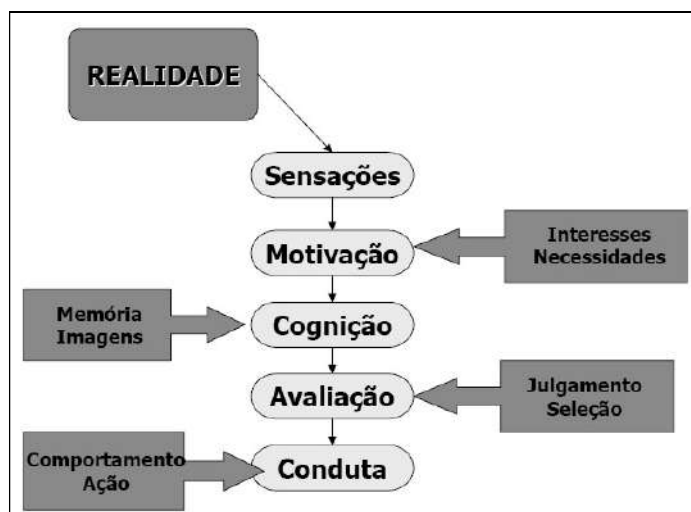 REALIDADE
Sensações
Motivação
Interesses
Necessidades
Memória
Imagens
Cognição
Avaliação
Julgamento
Seleção
Comportamento
Ação
Conduta